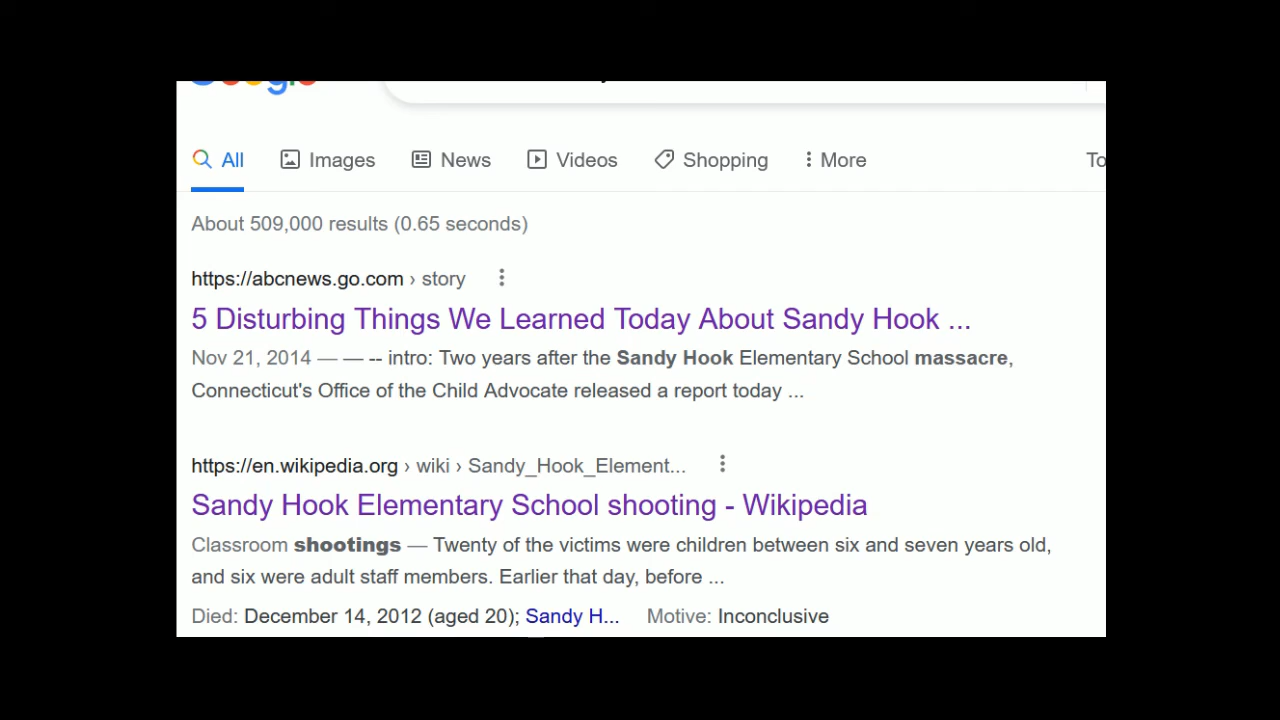 All Images News Videos Shopping More To
About 509,000 results (0.65 seconds)
https://abcnews.go.com › story
5 Disturbing Things We Learned Today About Sandy Hook ...
Nov 21, 2014 — — -- intro: Two years after the Sandy Hook Elementary School massacre,
Connecticut's Office of the Child Advocate released a report today ...
https://en.wikipedia.org › wiki › Sandy_Hook_Element...
Sandy Hook Elementary School shooting - Wikipedia
Classroom shootings — Twenty of the victims were children between six and seven years old,
and six were adult staff members. Earlier that day, before ...
Died: December 14, 2012 (aged 20); Sandy H... Motive: Inconclusive